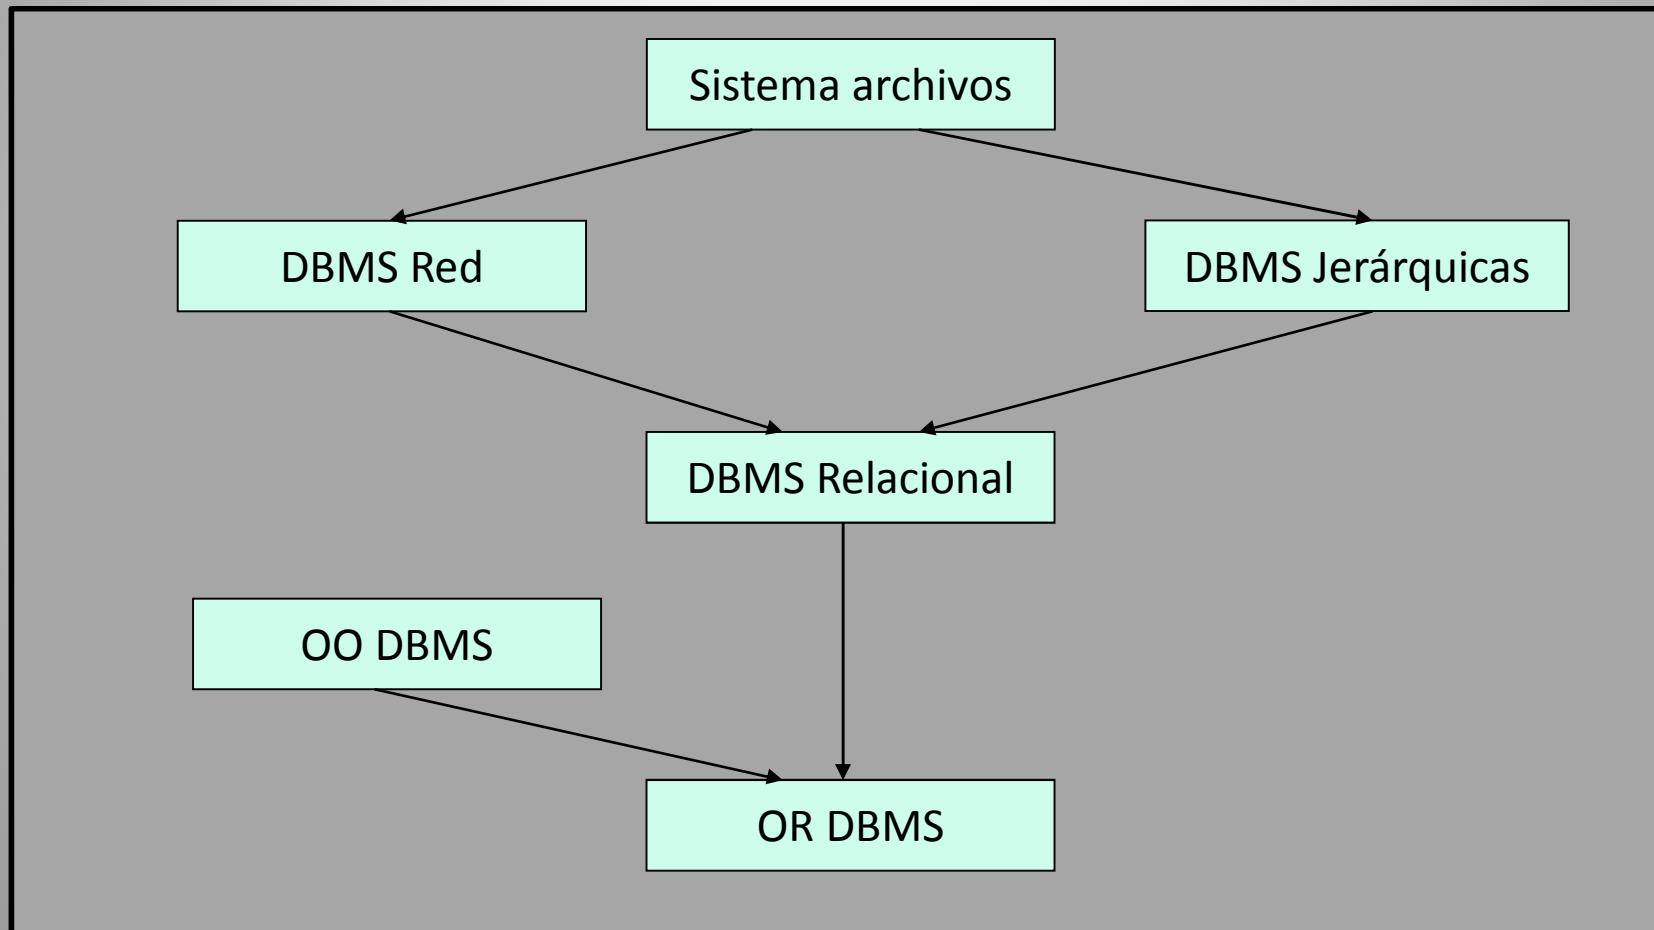 Sistema archivos
DBMS Red
DBMS Jerárquicas
DBMS Relacional
OO DBMS
OR DBMS